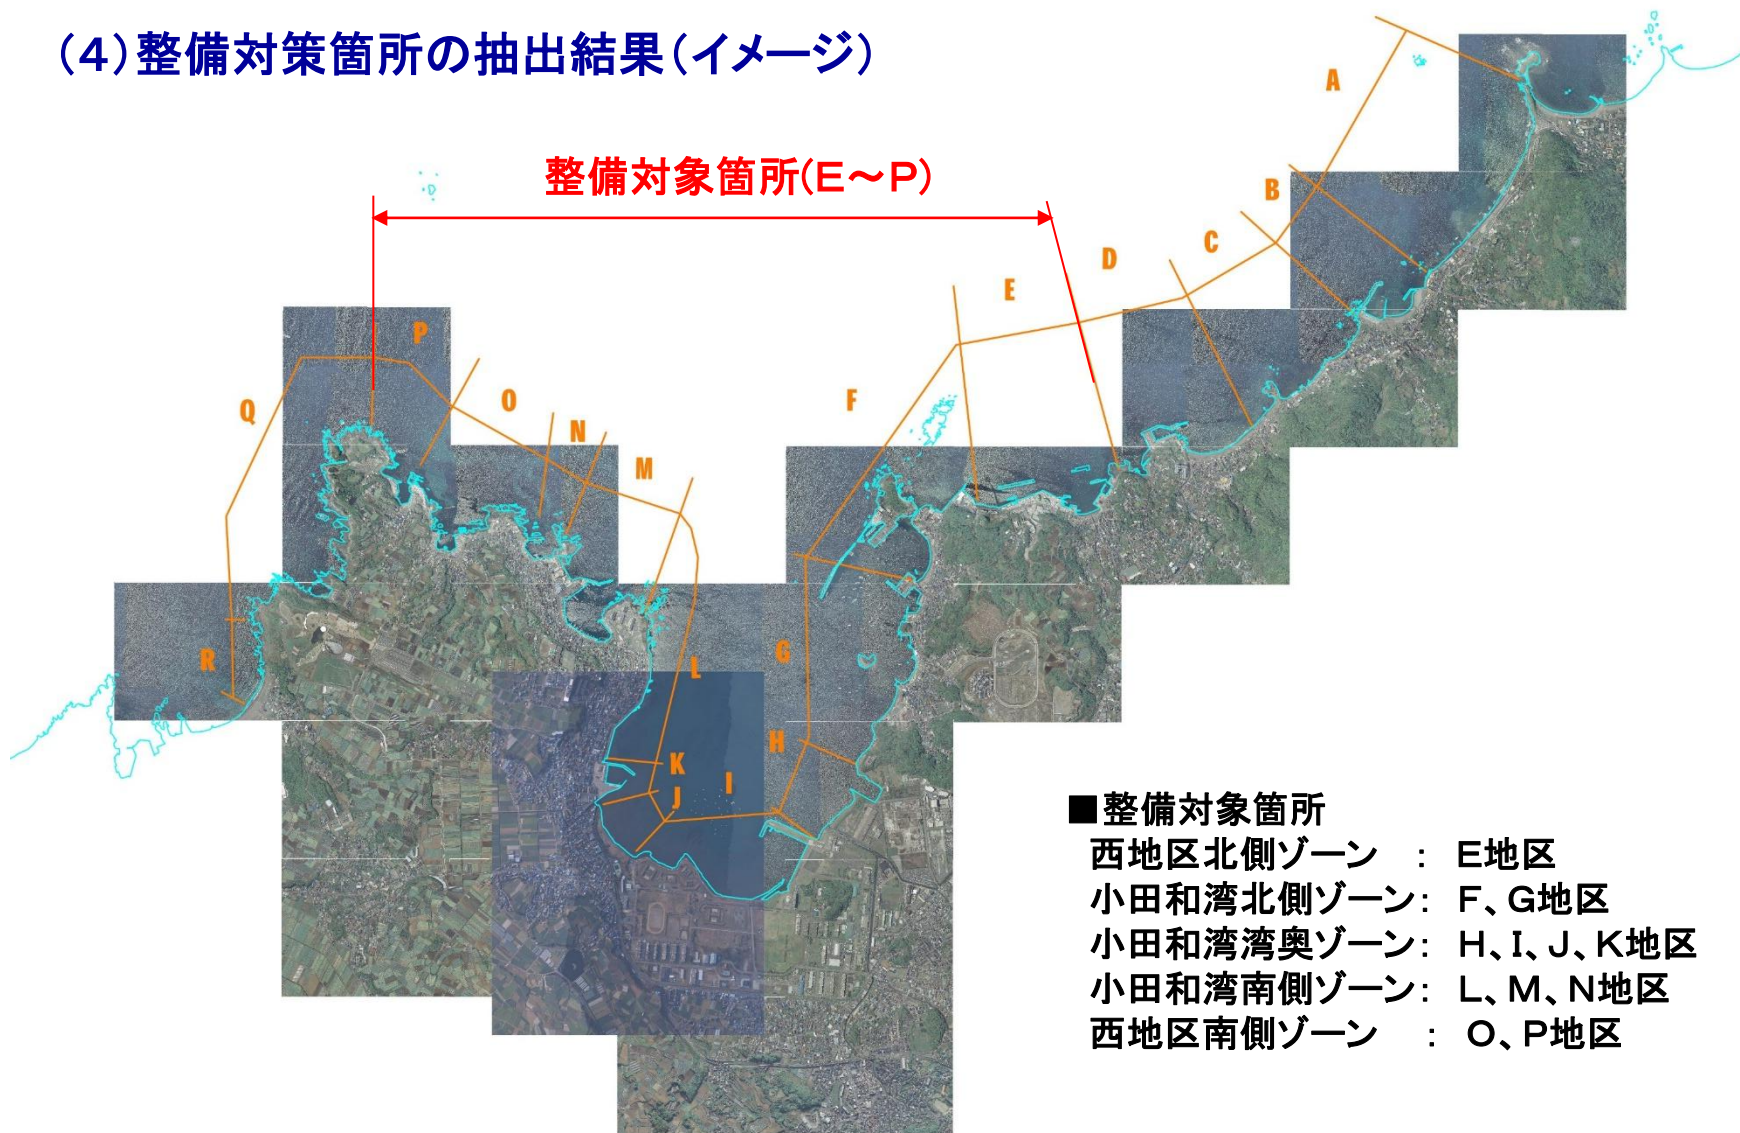 (4)整備対策箇所の抽出結果(イメージ)
整備対象箇所(E～P)
A
B
C
D
E
F
P
Q
O
N
M
R
L
G
H
K
I
J
■整備対象箇所
西地区北側ゾーン : E地区
小田和湾北側ゾーン: F、G地区
小田和湾湾奥ゾーン: H、I、J、K地区
小田和湾南側ゾーン: L、M、N地区
西地区南側ゾーン : O、P地区